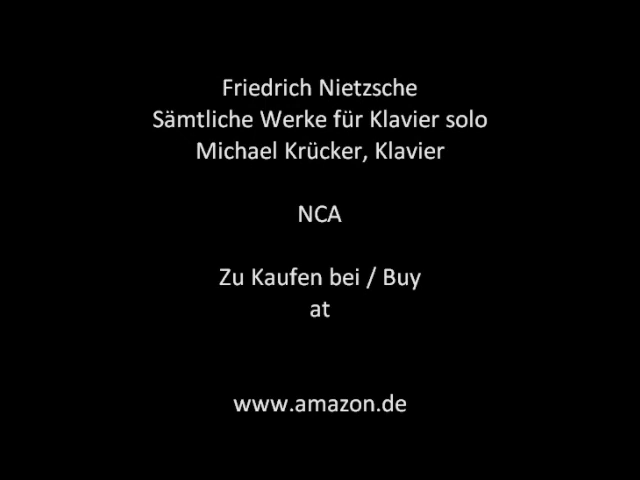 Friedrich Nietzsche
Sämtliche Werke für Klavier solo
Michael Krücker, Klavier
NCA
Zu Kaufen bei / Buy
at
www.amazon.de